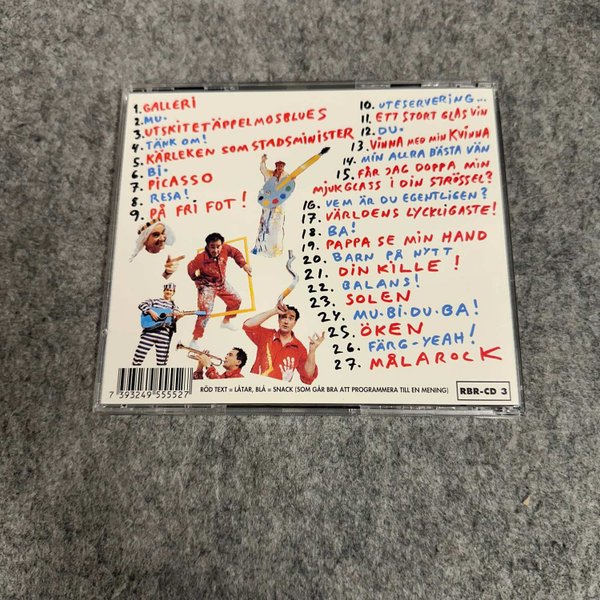 1. GALLERI
2. MU-
3. UTSKITETÄPPELMOSBLUES
4. TÄNK OM!
5. KÄRLEKEN SOM STADSMINISTER
6. BI-
7. PICASSO
8. RESA!
9. PÅ FRI FOT!
10. UTESERVERING...
11. ETT STORT GLAS VIN
12. DU-
13. VINNA MED MIN KVINNA
14. MIN ALLRA BÄSTA VÄN
15. FÅR JAG DOPPA MIN
MJUKGLASS I DIN STRÖSSEL?
16. VEM ÄR DU EGENTLIGEN?
17. VÄRLDENS LYCKLIGASTE!
18. BA!
19. PAPPA SE MIN HAND
20. BARN PÅ NYTT
21. DIN KILLE!
22. BALANS!
23. SOLEN
24. MU-BI-DU-BA!
25. ÖKEN
26. FÄRG-YEAH!
27. MÅLAROCK
7 393249 555527
RÖD TEXT = LÅTAR, BLÅ = SNACK (SOM GÅR BRA ATT PROGRAMMERA TILL EN MENING)
RBR-CD 3